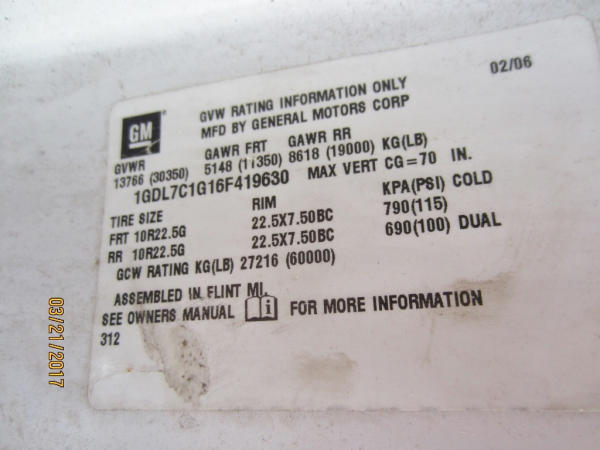 02/06
GM
GVW RATING INFORMATION ONLY
MFD BY GENERAL MOTORS CORP
GVWR GAWR FRT GAWR RR
13766 (30350) 5148 (11350) 8618 (19000) KG(LB)
1GDL7C1G16F419630 MAX VERT CG=70 IN.
TIRE SIZE RIM KPA(PSI) COLD
FRT 10R22.5G 22.5X7.50BC 790(115)
RR 10R22.5G 22.5X7.50BC 690(100) DUAL
GCW RATING KG(LB) 27216 (60000)
ASSEMBLED IN FLINT MI.
SEE OWNERS MANUAL i FOR MORE INFORMATION
312
03/21/2017